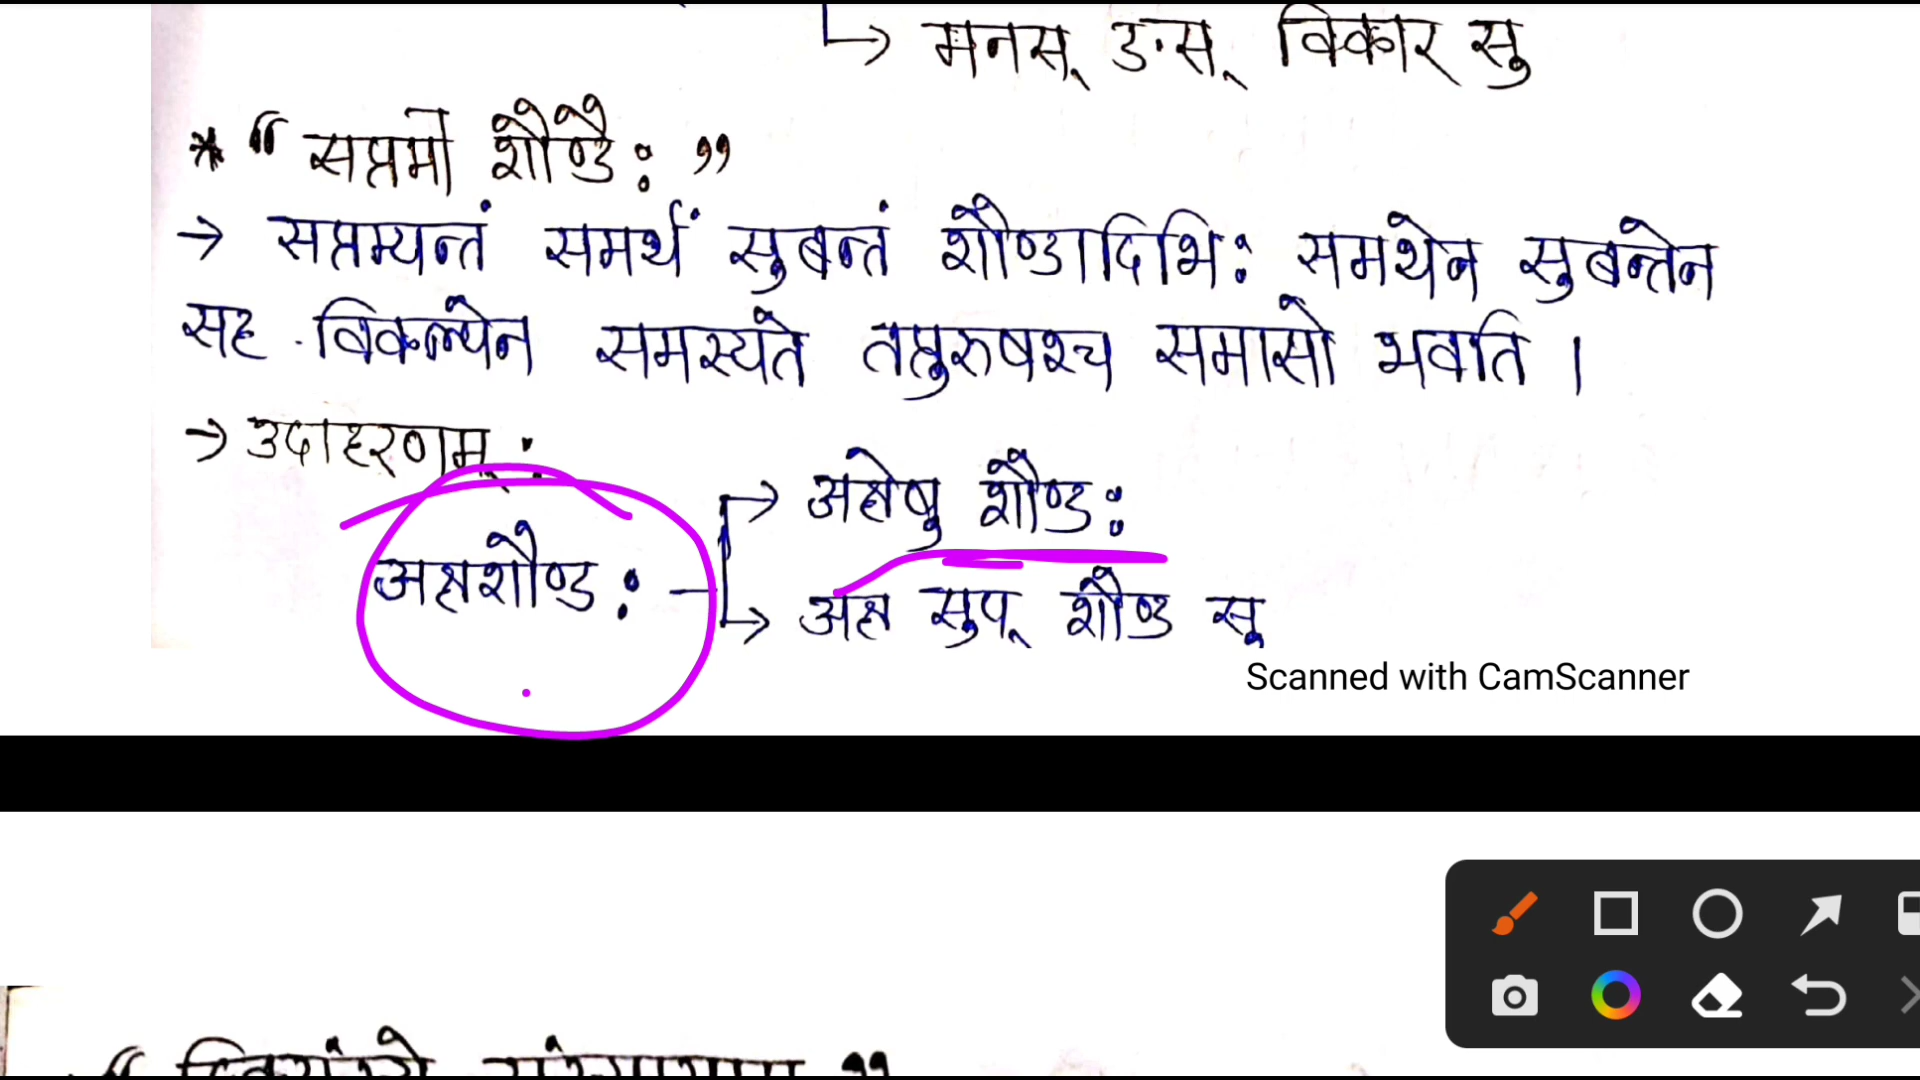 ↳ मनस् ङस् विकार सु
* “ सप्तमी शौण्डैः ”
→ सप्तम्यन्तं समर्थं सुबन्तं शौण्डादिभिः समर्थेन सुबन्तेन
सह विकल्पेन समस्यते तत्पुरुषश्च समासो भवति ।
→ उदाहरणम् :
→ अक्षेषु शौण्डः
अक्षशौण्डः
→ अक्ष सुप् शौण्ड सु
Scanned with CamScanner